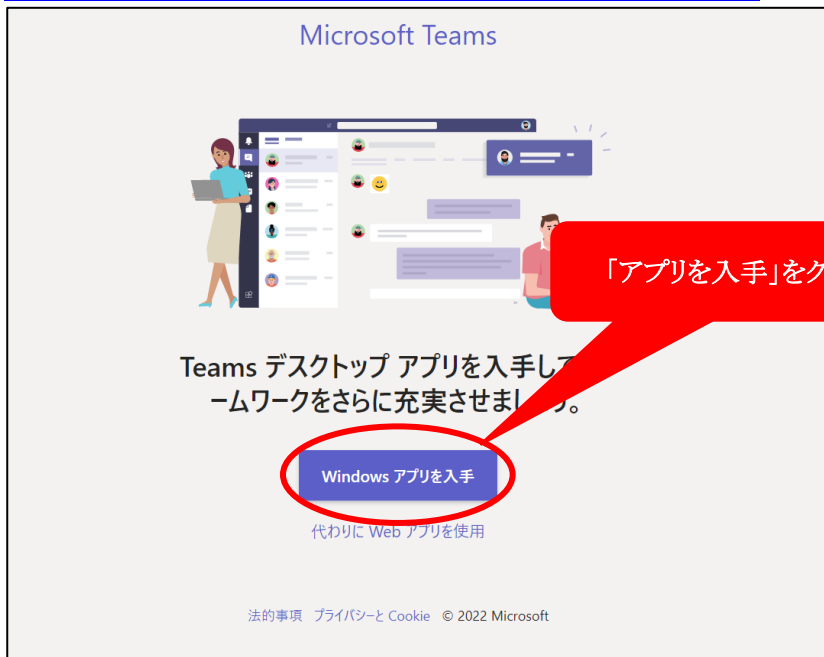 Microsoft Teams
「アプリを入手」をク
Teams デスクトップ アプリを入手して
ームワークをさらに充実させましょう。
Windows アプリを入手
代わりに Web アプリを使用
法的事項 プライバシーと Cookie © 2022 Microsoft